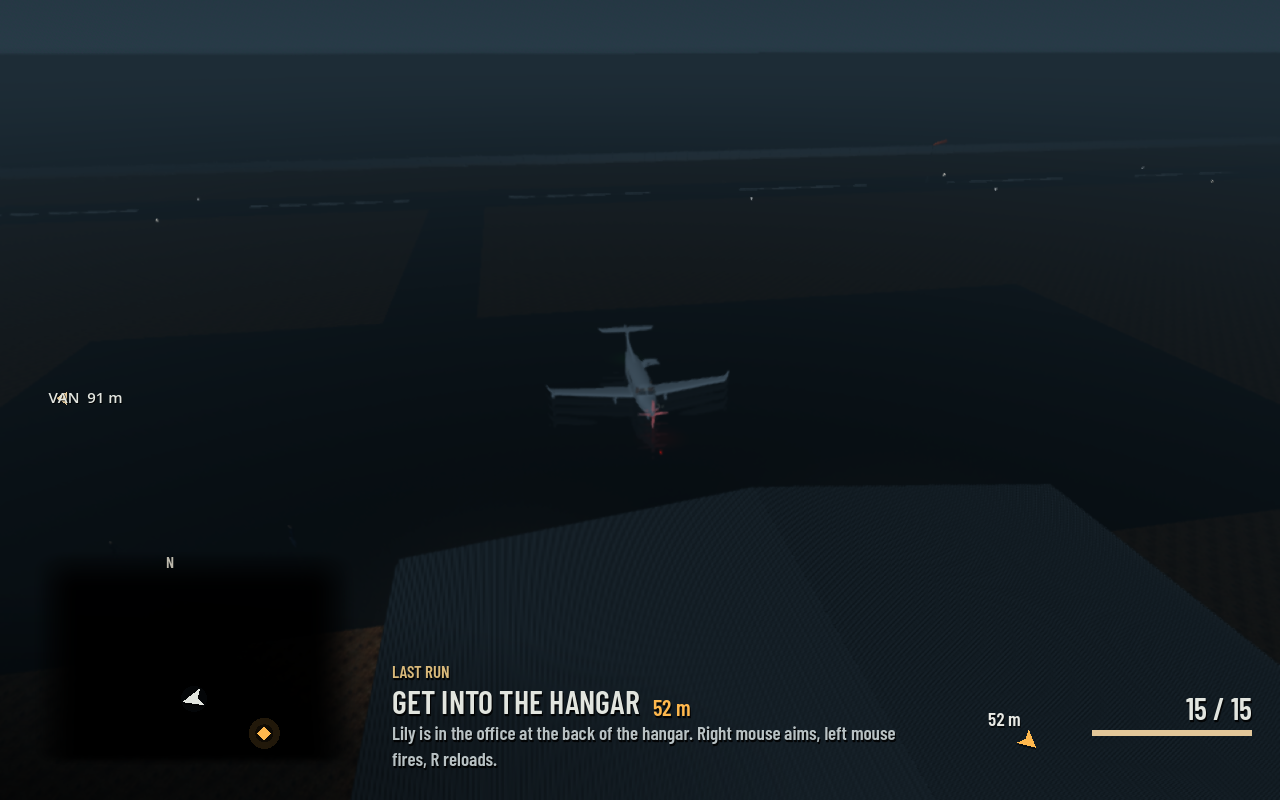 VAN 91 m
N
LAST RUN
GET INTO THE HANGAR 52 m
Lily is in the office at the back of the hangar. Right mouse aims, left mouse
fires, R reloads.
52 m
15 / 15